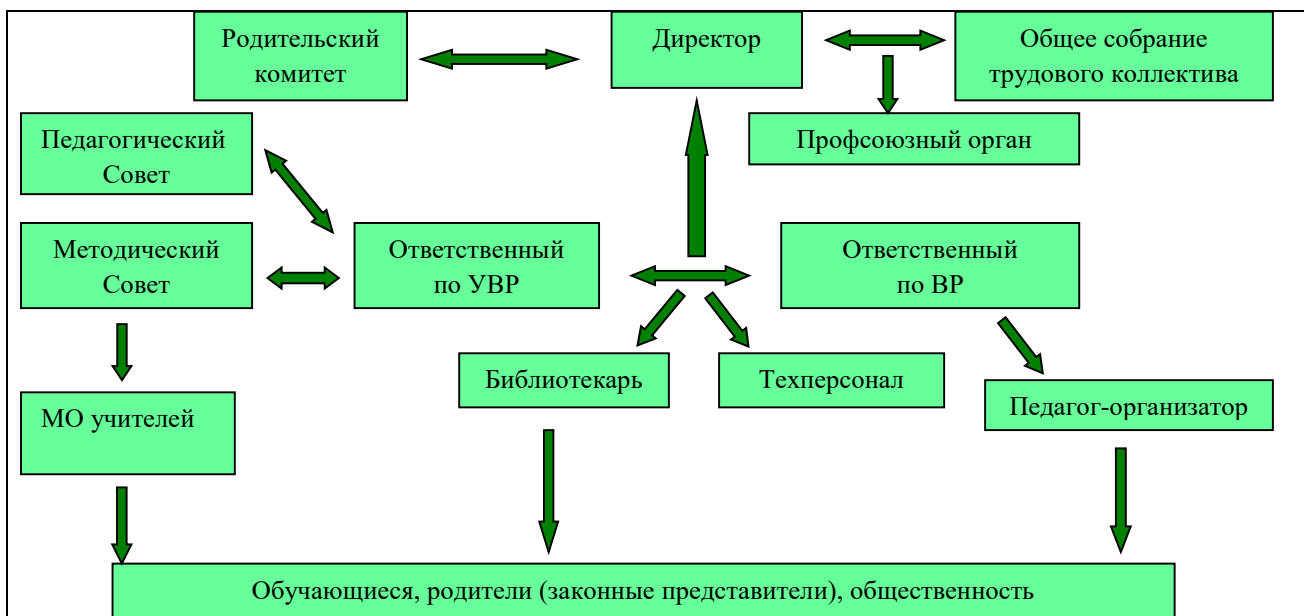 Родительский
комитет
Директор
Общее собрание
трудового коллектива
Педагогический
Совет
Профсоюзный орган
Методический
Совет
Ответственный
по УВР
Ответственный
по ВР
Библиотекарь
Техперсонал
Педагог-организатор
МО учителей
Обучающиеся, родители (законные представители), общественность